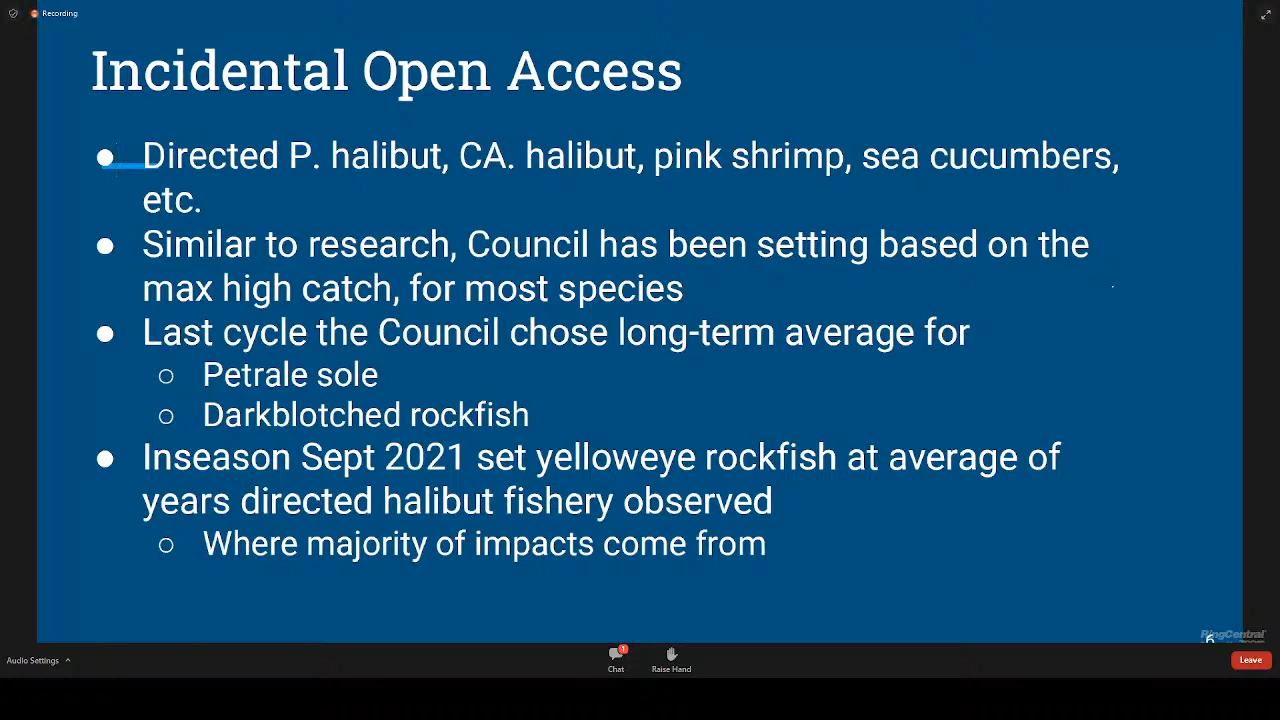 Recording
Incidental Open Access
● Directed P. halibut, CA. halibut, pink shrimp, sea cucumbers,
etc.
● Similar to research, Council has been setting based on the
max high catch, for most species
● Last cycle the Council chose long-term average for
○ Petrale sole
○ Darkblotched rockfish
● Inseason Sept 2021 set yelloweye rockfish at average of
years directed halibut fishery observed
○ Where majority of impacts come from
RingCentral
6
Audio Settings
1
Chat
Raise Hand
Leave